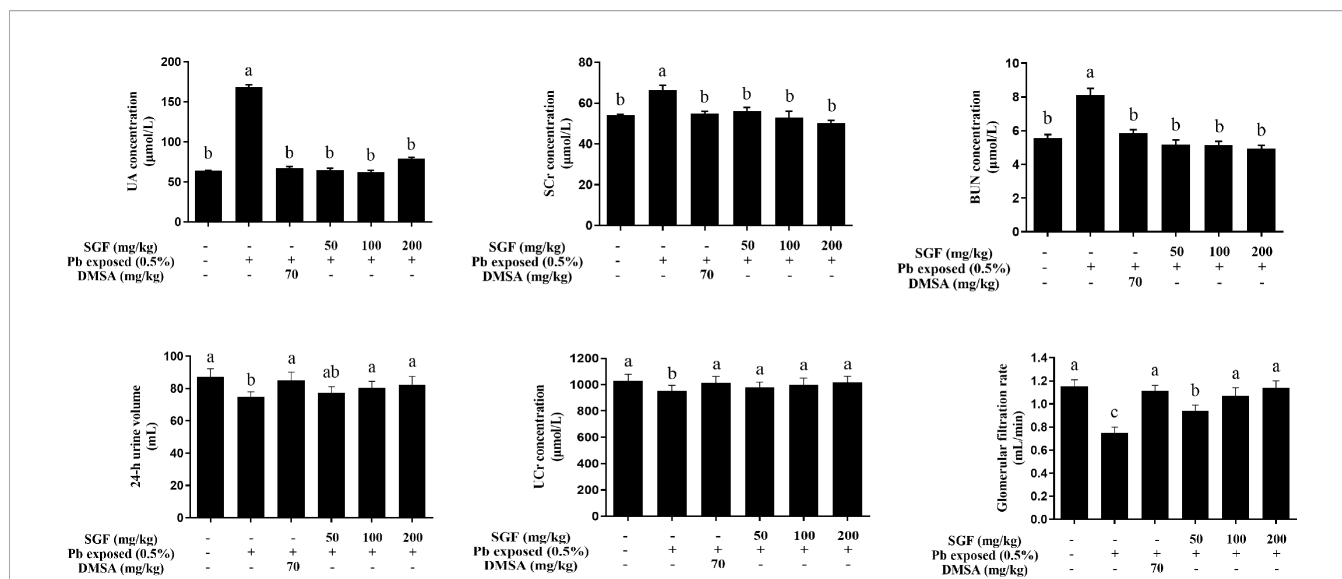 UA concentration
(μmol/L)
200
150
100
50
0
b
a
b
b
b
b
SGF (mg/kg) - - - 50 100 200
Pb exposed (0.5%) - + + + + +
DMSA (mg/kg) - - 70 - - -
SCr concentration
(μmol/L)
80
60
40
20
0
b
a
b
b
b
b
SGF (mg/kg) - - - 50 100 200
Pb exposed (0.5%) - + + + + +
DMSA (mg/kg) - - 70 - - -
BUN concentration
(μmol/L)
10
8
6
4
2
0
b
a
b
b
b
b
SGF (mg/kg) - - - 50 100 200
Pb exposed (0.5%) - + + + + +
DMSA (mg/kg) - - 70 - - -
24-h urine volume
(mL)
100
80
60
40
20
0
a
b
a
ab
a
a
SGF (mg/kg) - - - 50 100 200
Pb exposed (0.5%) - + + + + +
DMSA (mg/kg) - - 70 - - -
UCr concentration
(μmol/L)
1200
1000
800
600
400
200
0
a
b
a
a
a
a
SGF (mg/kg) - - - 50 100 200
Pb exposed (0.5%) - + + + + +
DMSA (mg/kg) - - 70 - - -
Glomerular filtration rate
(mL/min)
1.4
1.2
1.0
0.8
0.6
0.4
0.2
0.0
a
c
a
b
a
a
SGF (mg/kg) - - - 50 100 200
Pb exposed (0.5%) - + + + + +
DMSA (mg/kg) - - 70 - - -